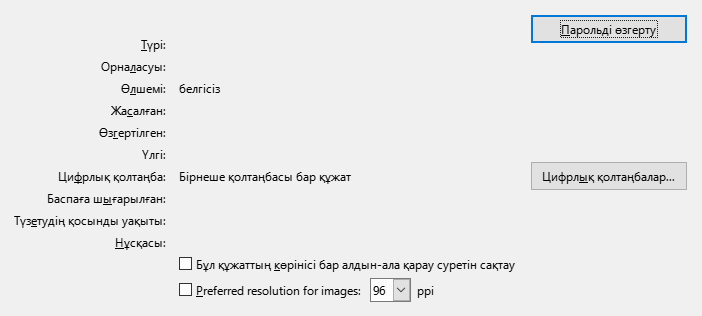 Парольді өзгерту
Түрі:
Орналасуы:
Өлшемі: белгісіз
Жасалған:
Өзгертілген:
Үлгі:
Цифрлық қолтаңба: Бірнеше қолтаңбасы бар құжат Цифрлық қолтаңбалар...
Баспаға шығарылған:
Түзетудің қосынды уақыты:
Нұсқасы:
Бұл құжаттың көрінісі бар алдын-ала қарау суретін сақтау
Preferred resolution for images: 96 ppi